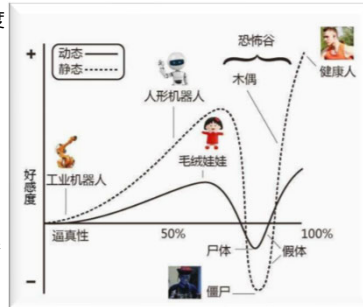 度
+
动态
静态
恐怖谷
健康人
木偶
人形机器人
毛绒娃娃
工业机器人
好感度
逼真性
50%
100%
尸体
假体
僵尸
−